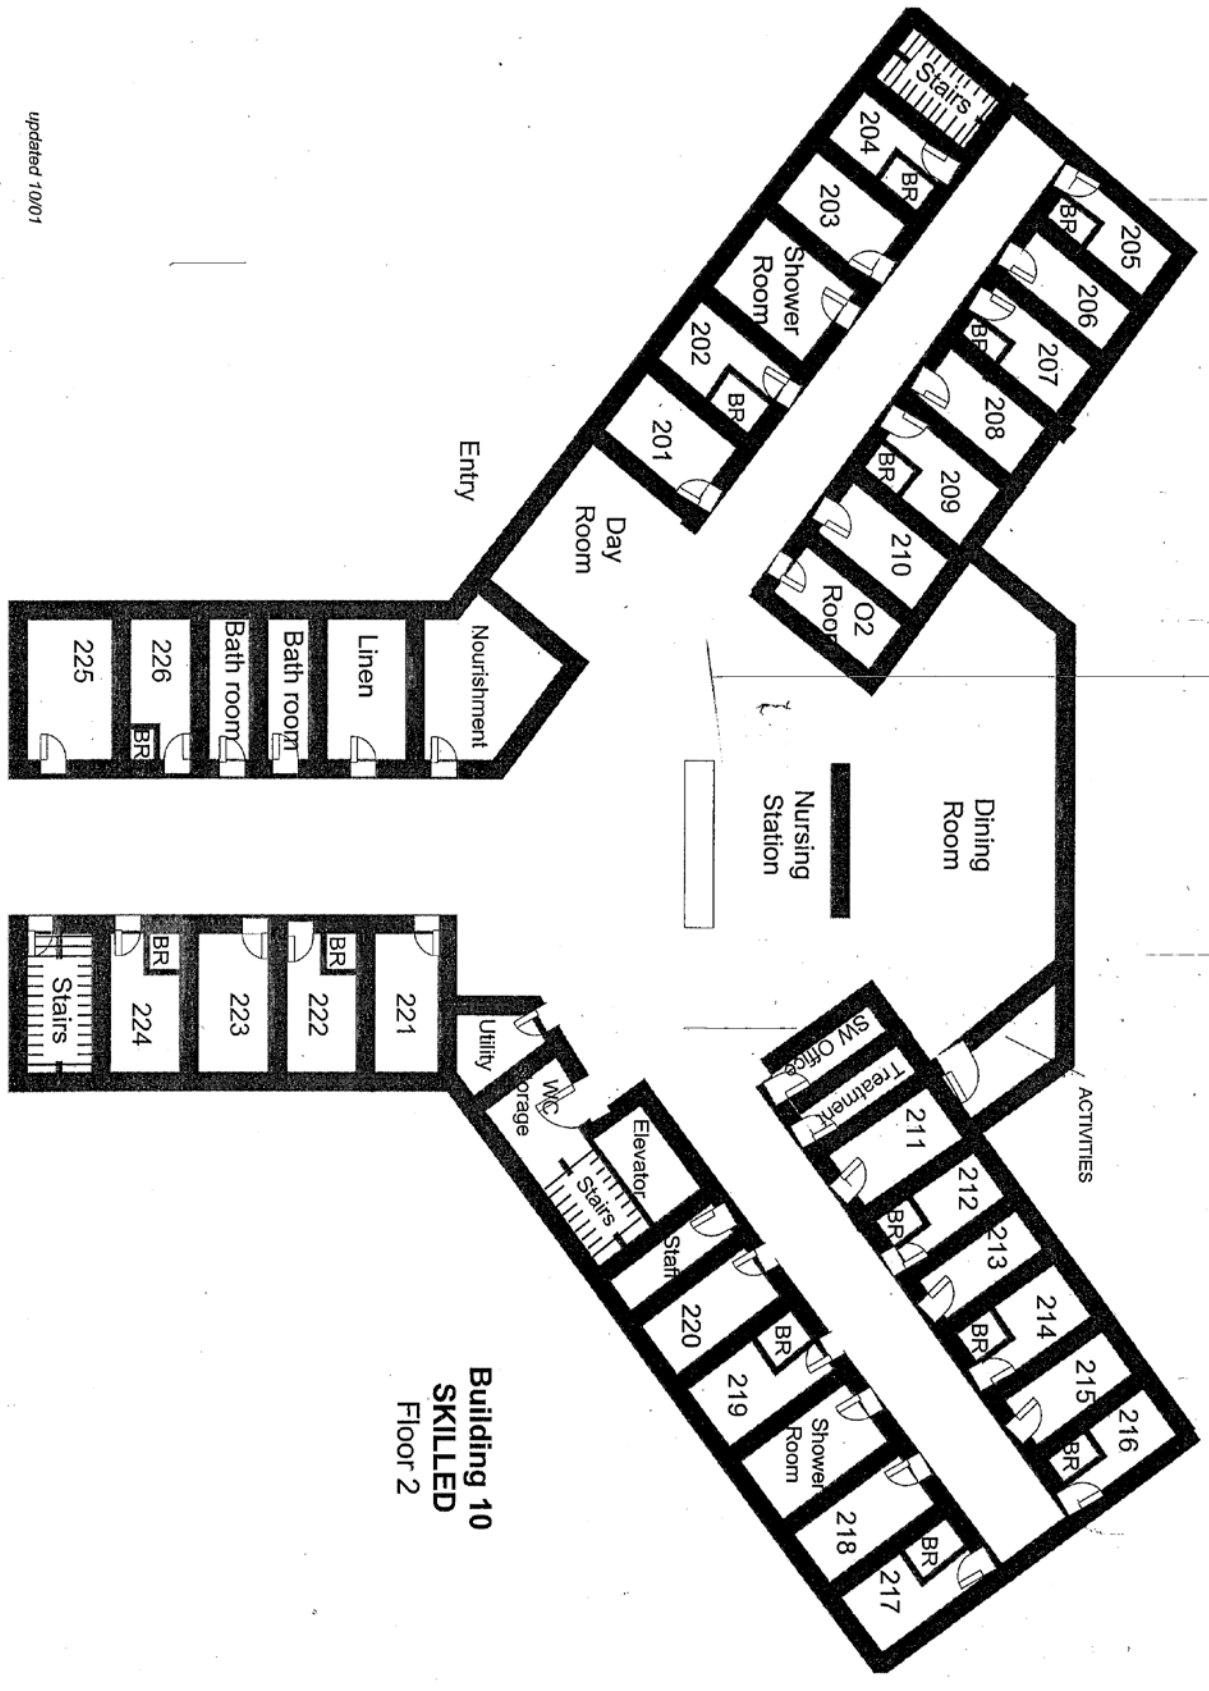 updated 10/01
Stairs
204
BR
203
Shower
Room
202
BR
201
205
BR
206
207
BR
208
209
BR
210
O2
Room
Day
Room
Entry
Nourishment
Linen
Bath room
Bath room
226
BR
225
Nursing
Station
Dining
Room
ACTIVITIES
SW Office
Treatment
211
212
BR
213
214
BR
215
216
BR
217
BR
218
Shower
Room
219
BR
220
Staff
Stairs
Elevator
WC
Storage
Utility
221
222
BR
223
224
BR
Stairs
Building 10
SKILLED
Floor 2